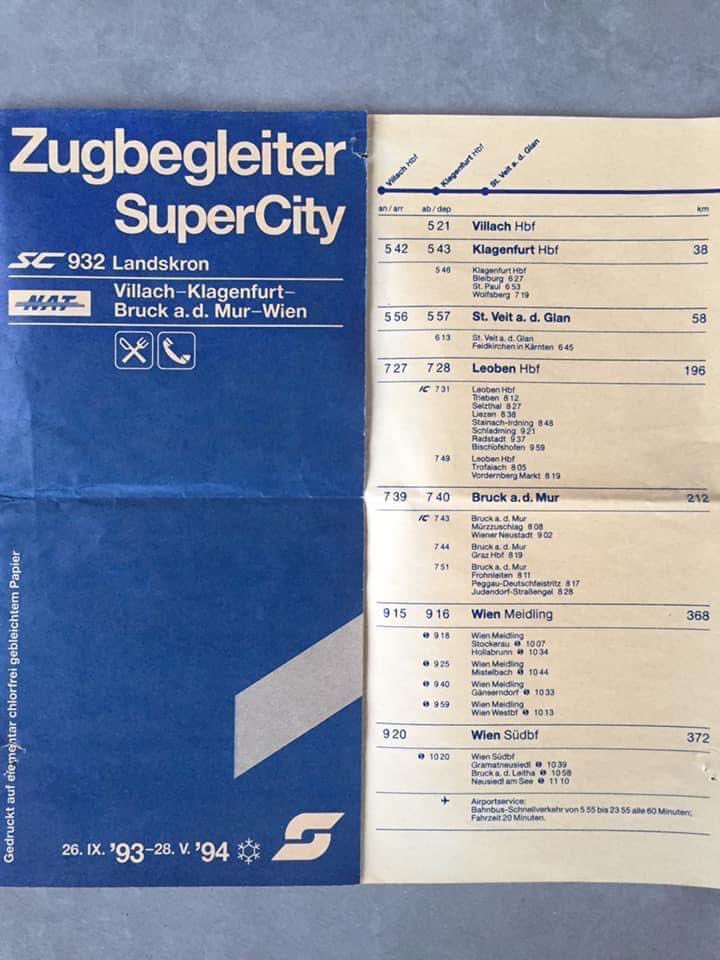 Zugbegleiter
SuperCity
SC 932 Landskron
NAT
Villach–Klagenfurt–
Bruck a. d. Mur–Wien
Gedruckt auf elementar chlorfrei gebleichtem Papier
26. IX. '93–28. V. '94
Villach Hbf
Klagenfurt Hbf
St. Veit a. d. Glan
an/arr ab/dep km
5 21 Villach Hbf
5 42 5 43 Klagenfurt Hbf 38
5 46 Klagenfurt Hbf
Bleiburg 6 27
St. Paul 6 53
Wolfsberg 7 19
5 56 5 57 St. Veit a. d. Glan 58
6 13 St. Veit a. d. Glan
Feldkirchen in Kärnten 6 45
7 27 7 28 Leoben Hbf 196
IC 7 31 Leoben Hbf
Trieben 8 12
Selzthal 8 27
Liezen 8 38
Stainach-Irdning 8 48
Schladming 9 21
Radstadt 9 37
Bischofshofen 9 59
7 49 Leoben Hbf
Trofaiach 8 05
Vordernberg Markt 8 19
7 39 7 40 Bruck a. d. Mur 212
IC 7 43 Bruck a. d. Mur
Mürzzuschlag 8 08
Wiener Neustadt 9 02
7 44 Bruck a. d. Mur
Graz Hbf 8 19
7 51 Bruck a. d. Mur
Frohnleiten 8 11
Peggau-Deutschfeistritz 8 17
Judendorf-Straßengel 8 28
9 15 9 16 Wien Meidling 368
9 18 Wien Meidling
Stockerau 10 07
Hollabrunn 10 34
9 25 Wien Meidling
Mistelbach 10 44
9 40 Wien Meidling
Gänserndorf 10 33
9 59 Wien Meidling
Wien Westbf 10 13
9 20 Wien Südbf 372
10 20 Wien Südbf
Gramatneusiedl 10 39
Bruck a. d. Leitha 10 58
Neusiedl am See 11 10
Airportservice:
Bahnbus-Schnellverkehr von 5 55 bis 23 55 alle 60 Minuten;
Fahrzeit 20 Minuten.